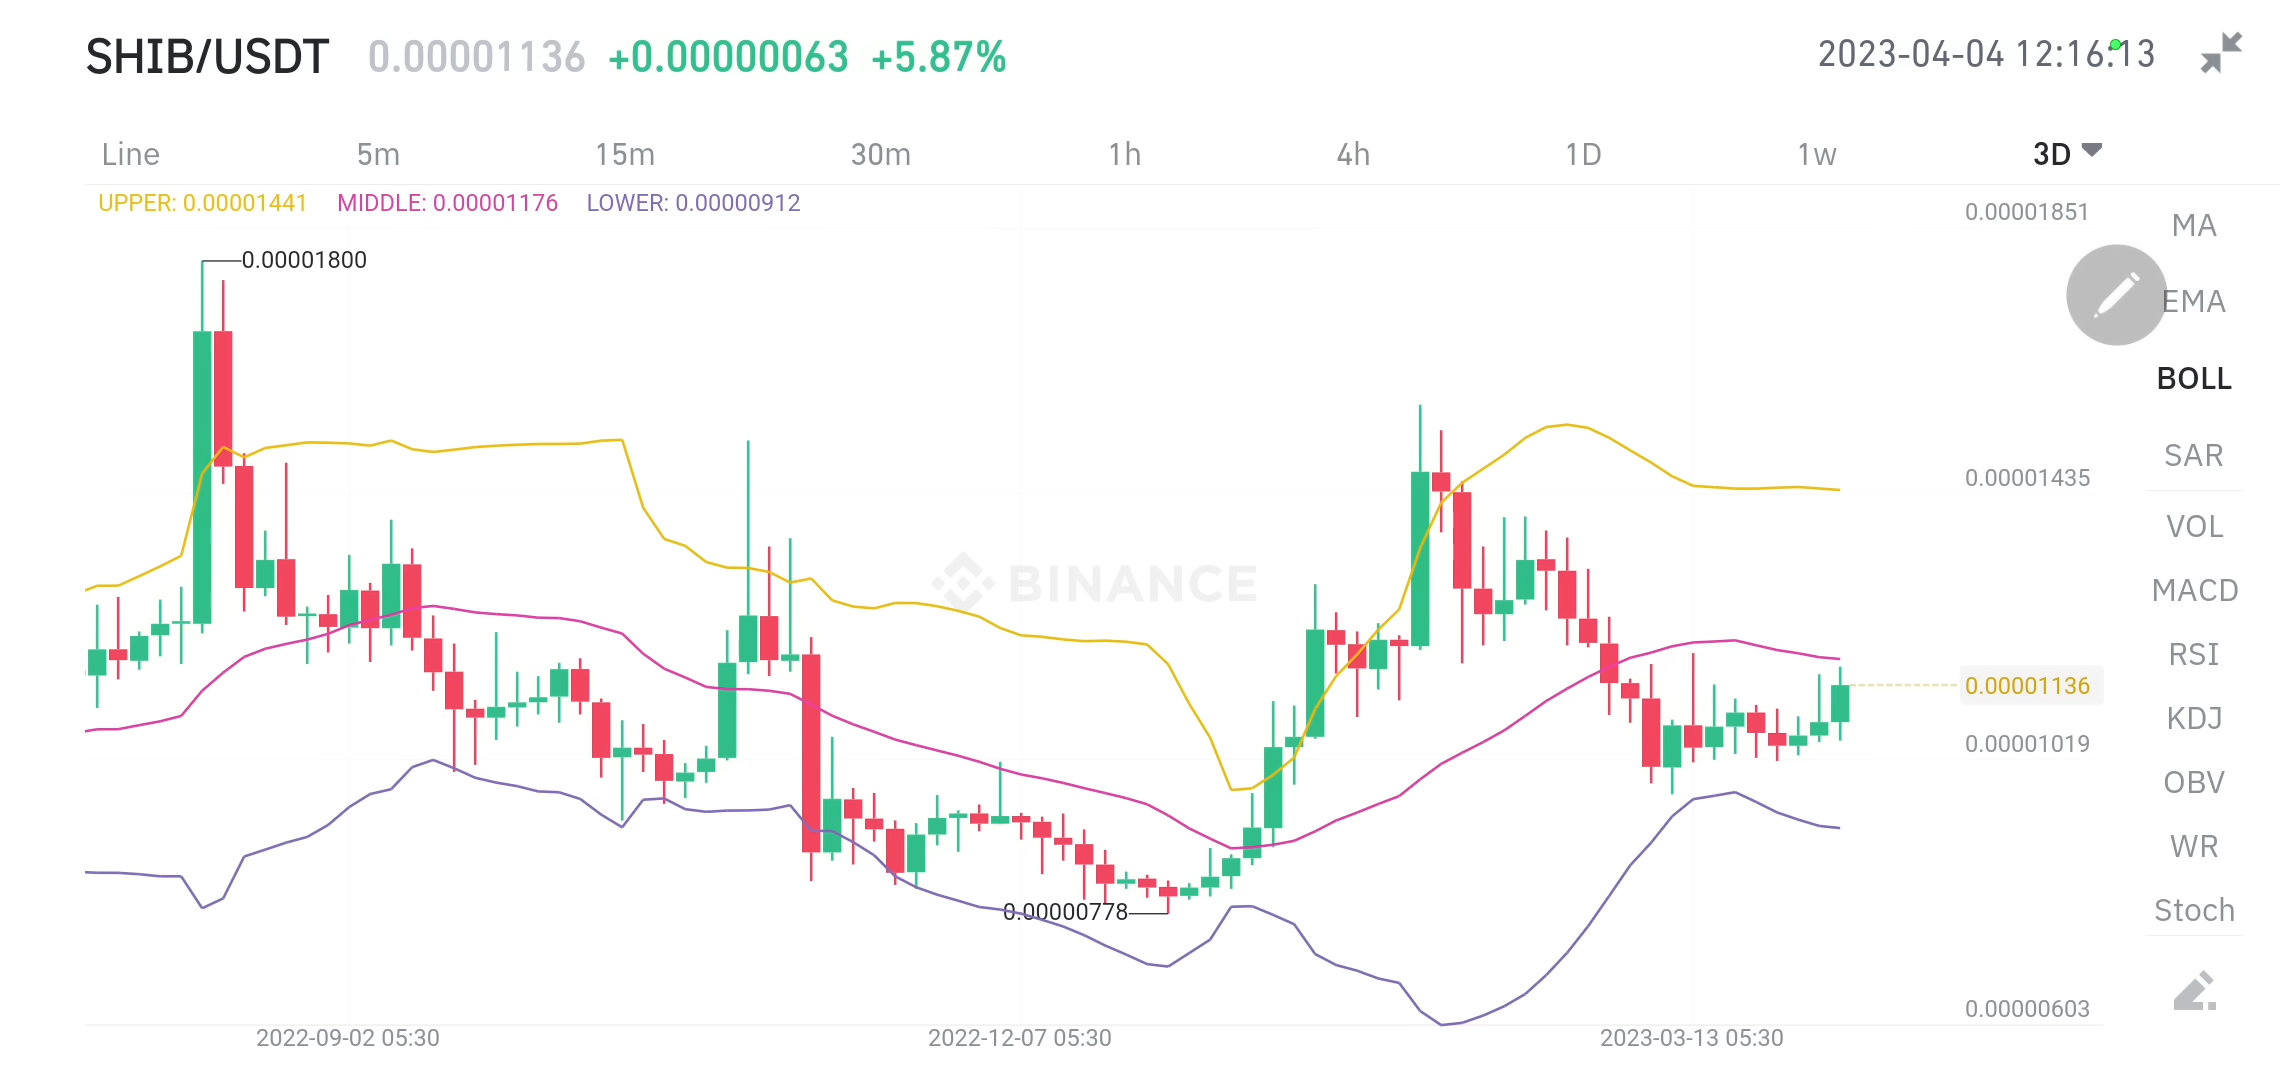 SHIB/USDT 0.00001136 +0.00000063 +5.87% 2023-04-04 12:16:13
Line 5m 15m 30m 1h 4h 1D 1w 3D
UPPER: 0.00001441 MIDDLE: 0.00001176 LOWER: 0.00000912
0.00001851
MA
0.00001800
EMA
BOLL
SAR
0.00001435
VOL
BINANCE
MACD
RSI
0.00001136
KDJ
0.00001019
OBV
WR
0.00000778
Stoch
0.00000603
2022-09-02 05:30 2022-12-07 05:30 2023-03-13 05:30